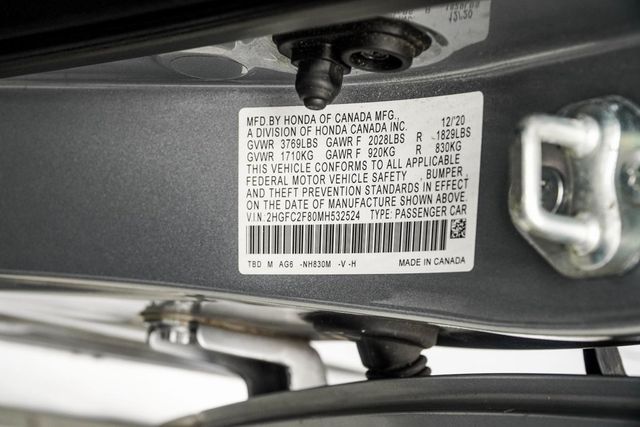 12/20
MFD.BY HONDA OF CANADA MFG., 12/20
A DIVISION OF HONDA CANADA INC.
GVWR 3769LBS GAWR F 2028LBS R 1829LBS
GVWR 1710KG GAWR F 920KG R 830KG
THIS VEHICLE CONFORMS TO ALL APPLICABLE
FEDERAL MOTOR VEHICLE SAFETY , BUMPER,
AND THEFT PREVENTION STANDARDS IN EFFECT
ON THE DATE OF MANUFACTURE SHOWN ABOVE.
V.I.N: 2HGFC2F80MH532524 TYPE: PASSENGER CAR
TBD M AG6 -NH830M -V -H MADE IN CANADA